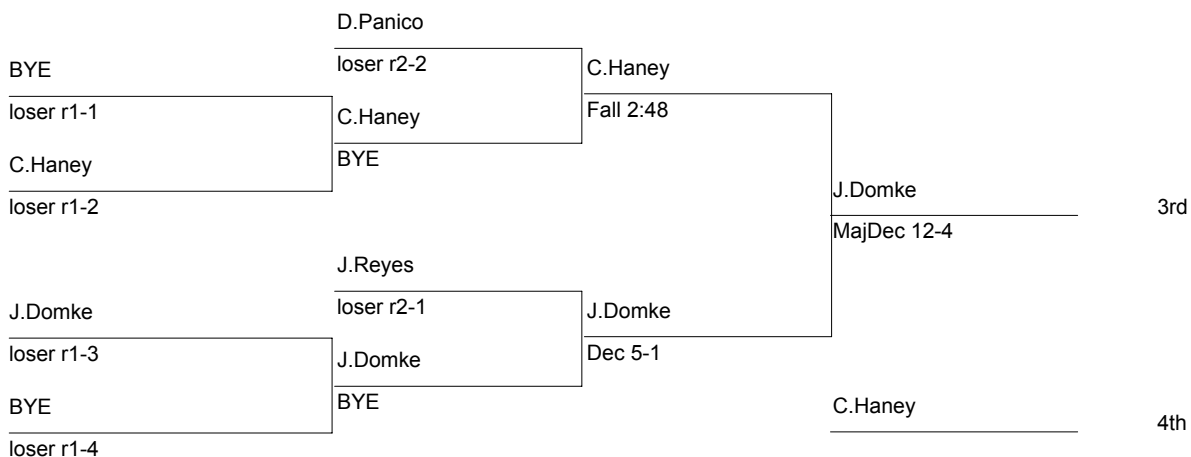 D.Panico
loser r2-2
BYE
C.Haney
loser r1-1
Fall 2:48
C.Haney
BYE
C.Haney
loser r1-2
J.Domke
3rd
MajDec 12-4
J.Reyes
loser r2-1
J.Domke
J.Domke
loser r1-3
Dec 5-1
J.Domke
BYE
BYE
C.Haney
4th
loser r1-4